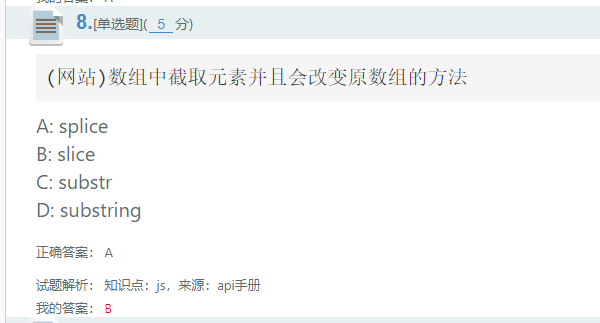 8.[单选题]( 5 分)
(网站)数组中截取元素并且会改变原数组的方法
A: splice
B: slice
C: substr
D: substring
正确答案： A
试题解析： 知识点：js，来源：api手册
我的答案： B